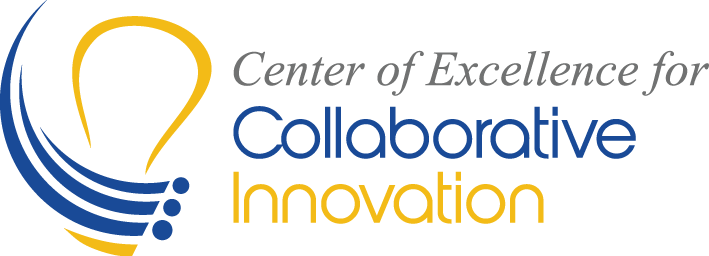 Center of Excellence for
Collaborative
Innovation